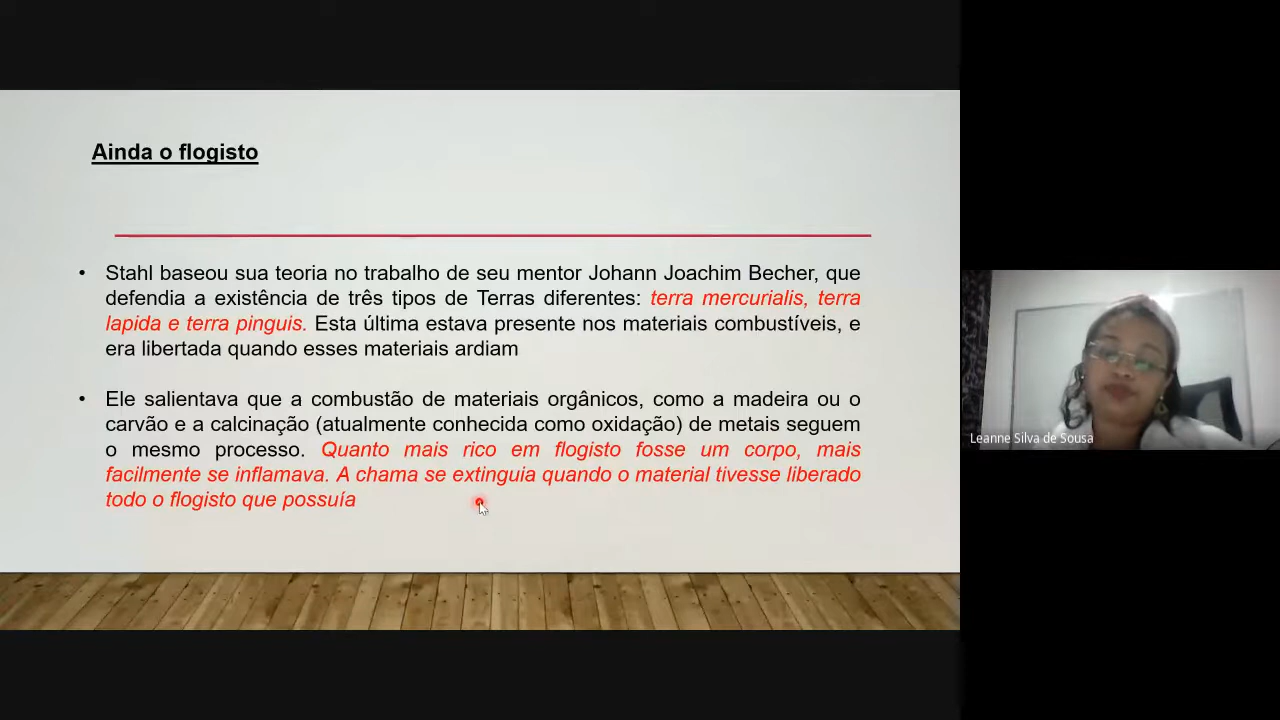 Ainda o flogisto
• Stahl baseou sua teoria no trabalho de seu mentor Johann Joachim Becher, que
defendia a existência de três tipos de Terras diferentes: terra mercurialis, terra
lapida e terra pinguis. Esta última estava presente nos materiais combustíveis, e
era libertada quando esses materiais ardiam
• Ele salientava que a combustão de materiais orgânicos, como a madeira ou o
carvão e a calcinação (atualmente conhecida como oxidação) de metais seguem
o mesmo processo. Quanto mais rico em flogisto fosse um corpo, mais
facilmente se inflamava. A chama se extinguia quando o material tivesse liberado
todo o flogisto que possuía
Leanne Silva de Sousa